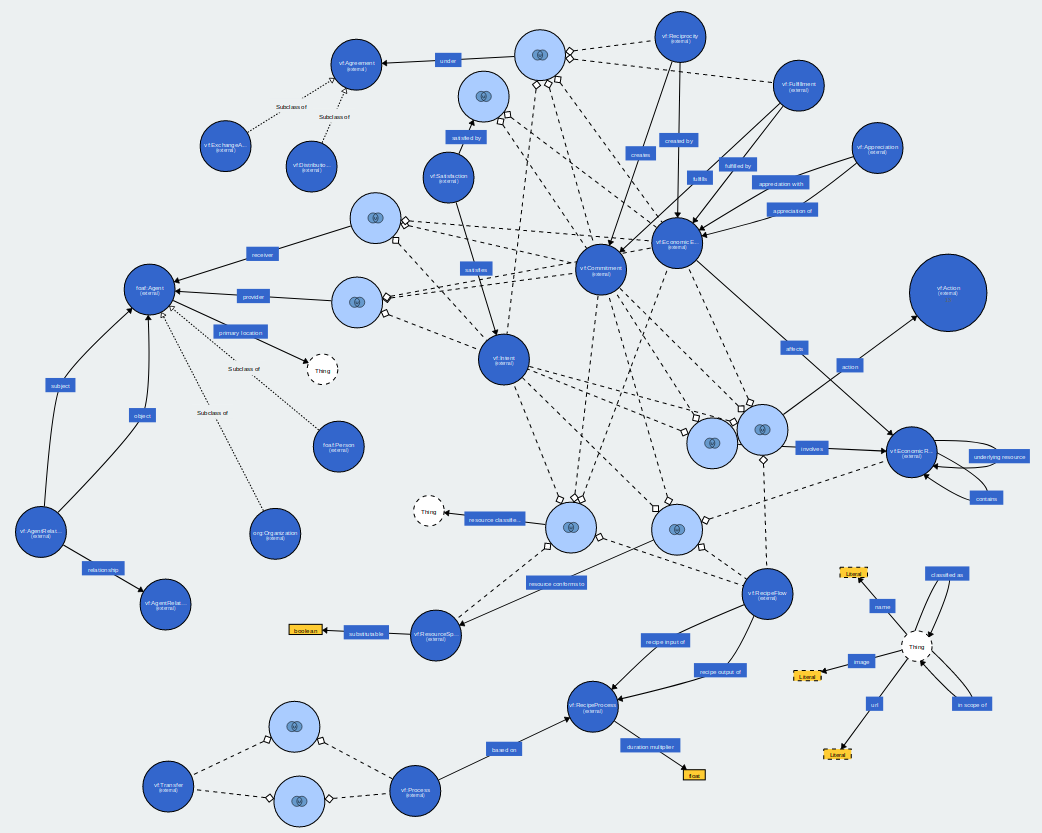 vf:Reciprocity
(external)
vf:Agreement
(external)
under
vf:Fulfillment
(external)
Subclass of
Subclass of
satisfied by
vf:ExchangeA...
(external)
vf:Distributio...
(external)
vf:Satisfaction
(external)
creates
created by
fulfills
fulfilled by
vf:Appreciation
(external)
appreciation with
appreciation of
receiver
satisfies
vf:EconomicE...
(external)
vf:Commitment
(external)
foaf:Agent
(external)
provider
vf:Action
(external)
primary location
Thing
vf:Intent
(external)
affects
action
Subclass of
subject
object
Subclass of
foaf:Person
(external)
involves
vf:EconomicR...
(external)
underlying resource
contains
Thing
resource classifie...
vf:AgentRelat...
(external)
org:Organization
(external)
relationship
vf:AgentRelat...
(external)
resource conforms to
vf:RecipeFlow
(external)
Literal
classified as
name
boolean
substitutable
vf:ResourceSp...
(external)
recipe input of
recipe output of
Thing
image
Literal
url
in scope of
Literal
vf:RecipeProcess
(external)
based on
duration multiplier
float
vf:Transfer
(external)
vf:Process
(external)